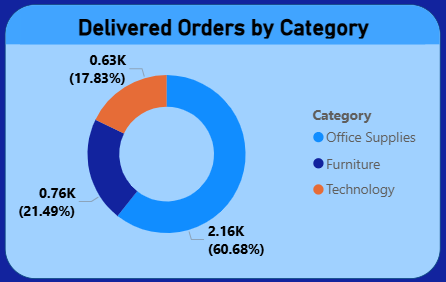 Delivered Orders by Category
0.63K
(17.83%)
Category
Office Supplies
Furniture
Technology
0.76K
(21.49%)
2.16K
(60.68%)